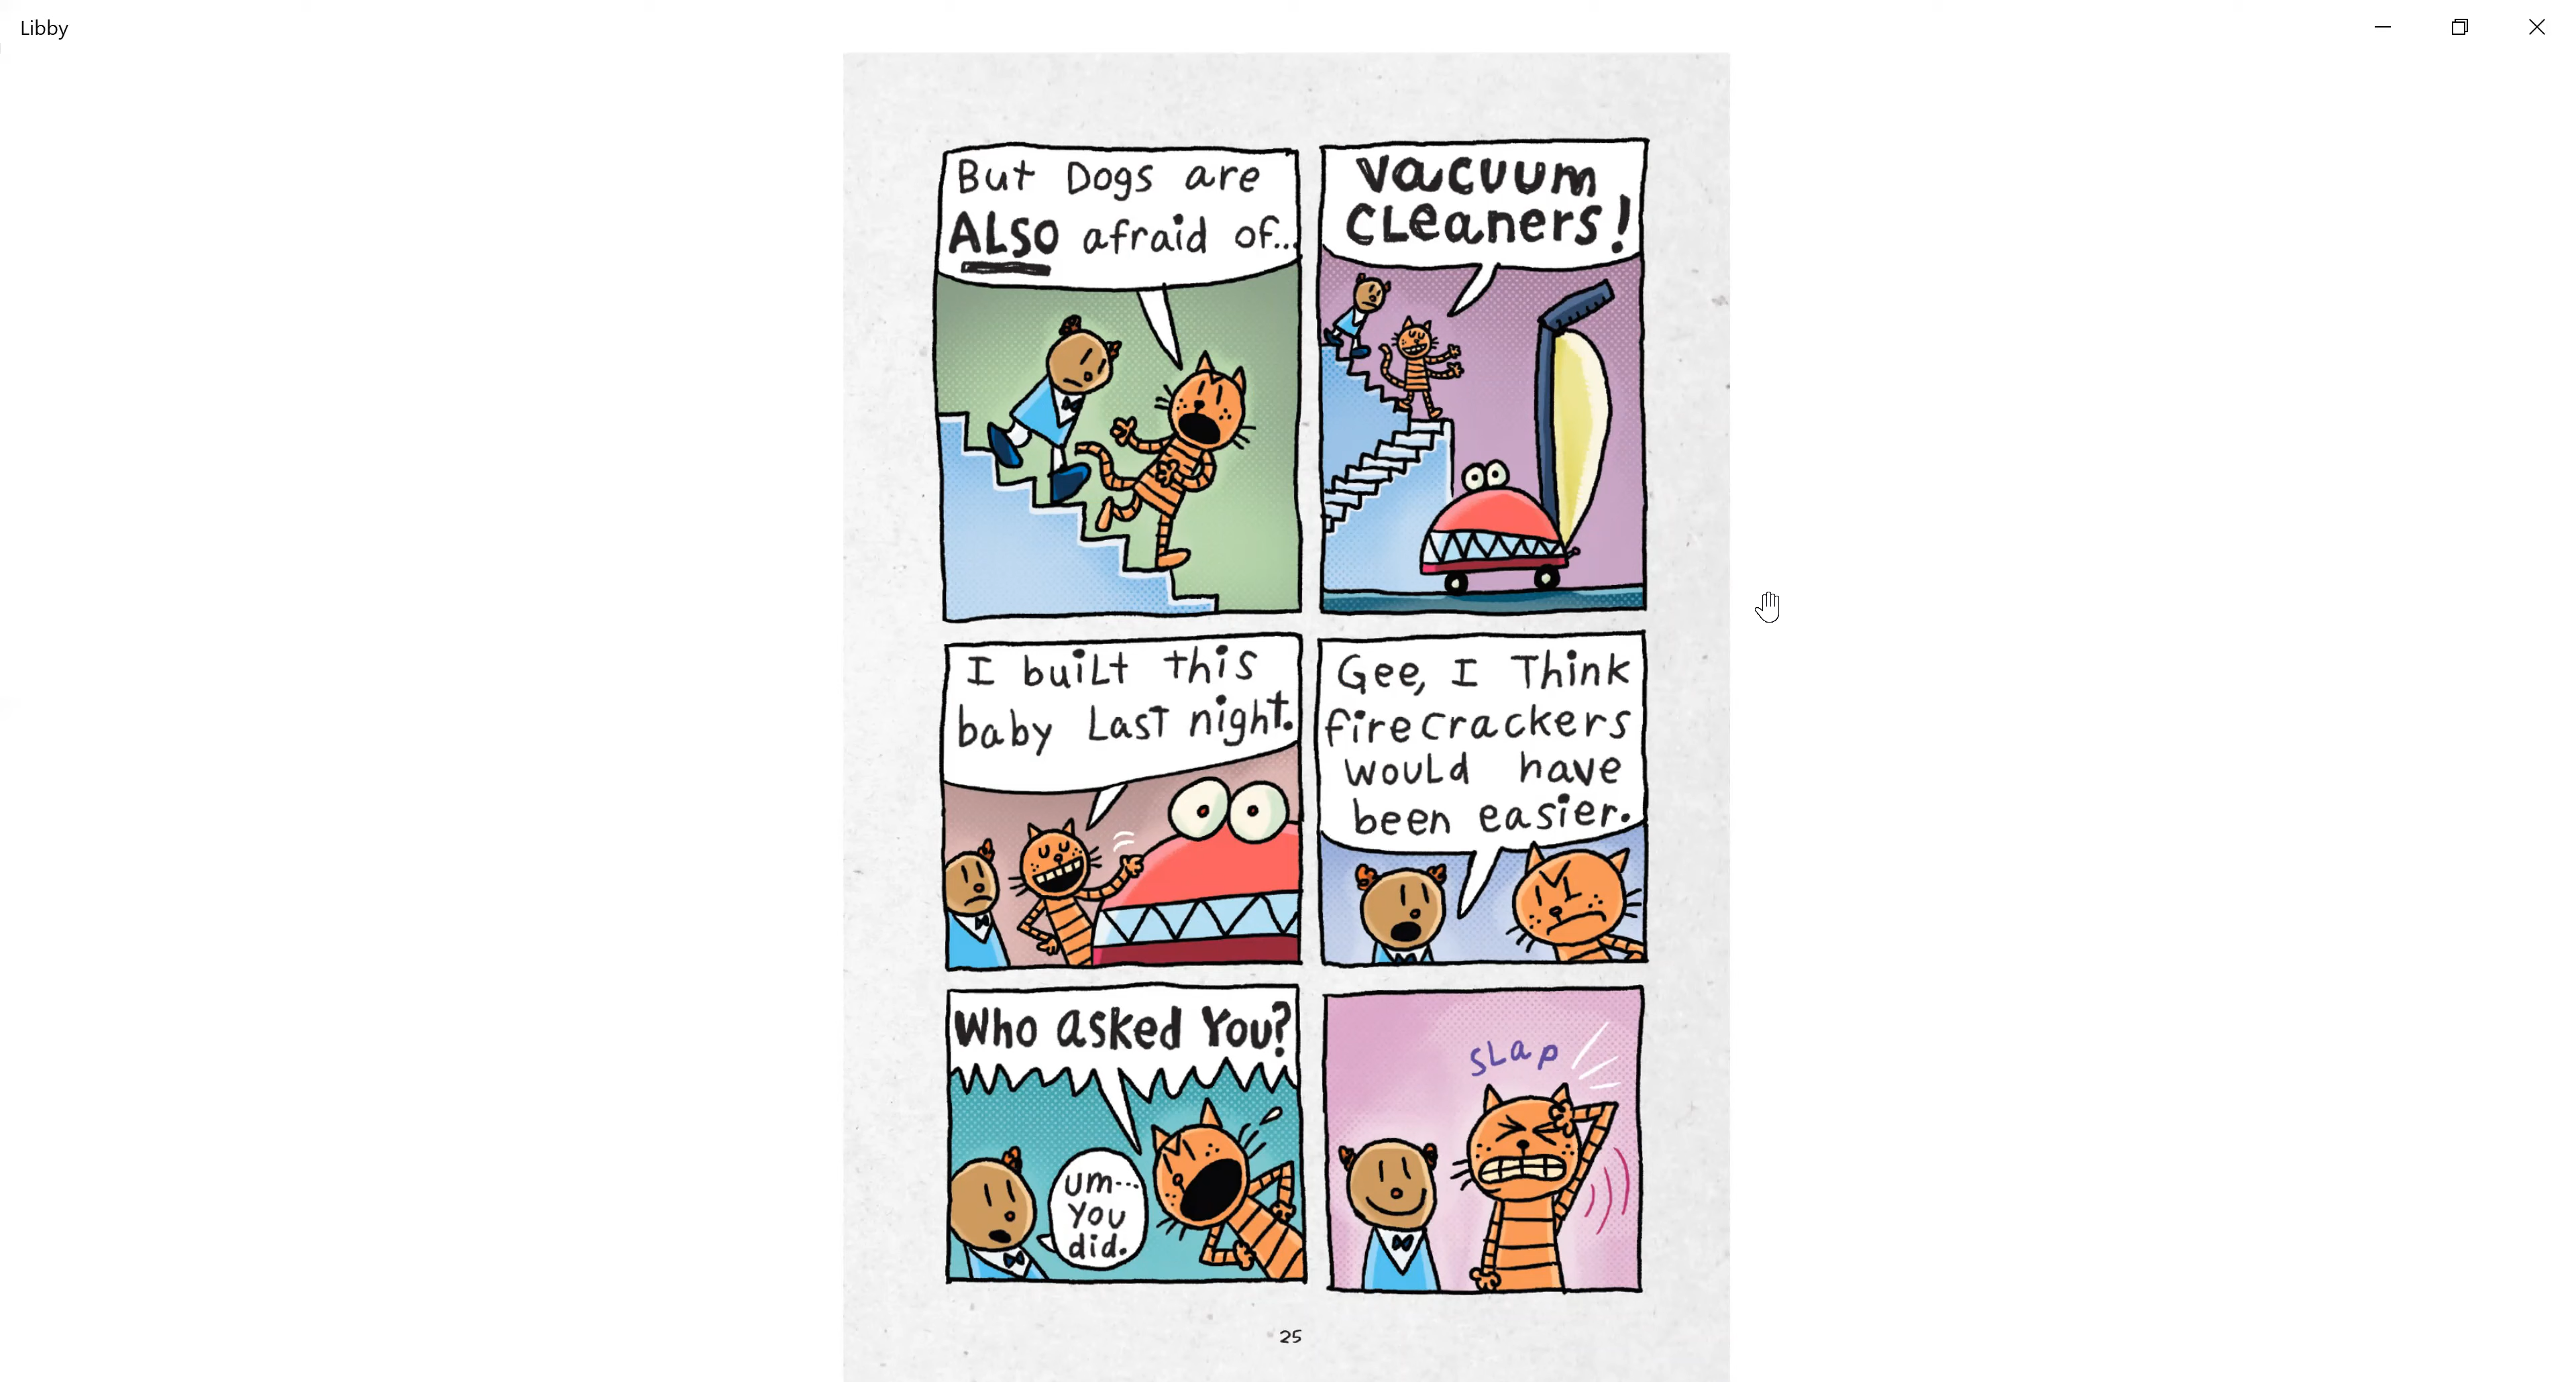 Libby
But Dogs are
ALSO afraid of...
Vacuum
CLeaners!
I buiLt this
baby Last night.
Gee, I Think
firecrackers
wouLd have
been easier.
Who asked You?
um...
You
did.
SLap
25